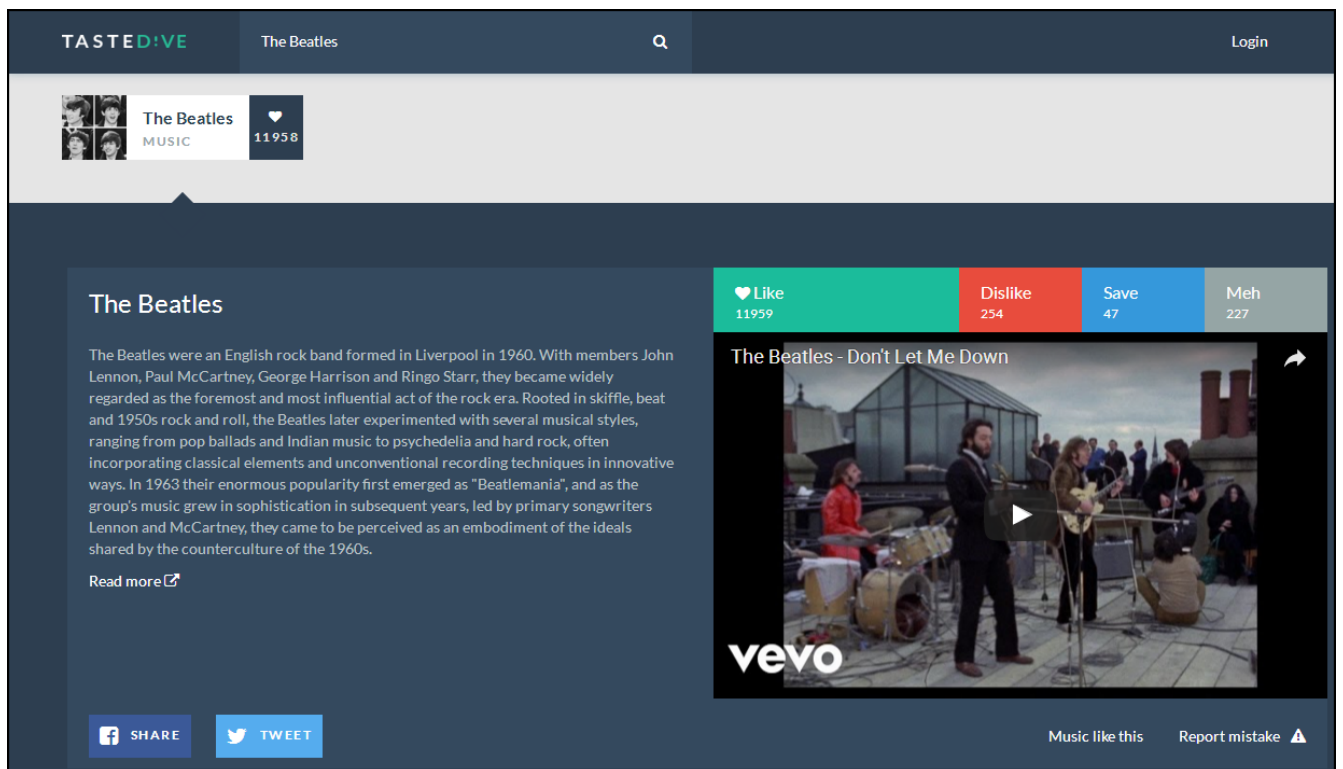 TASTED!VE
The Beatles
Login
The Beatles
MUSIC
11958
The Beatles
The Beatles were an English rock band formed in Liverpool in 1960. With members John
Lennon, Paul McCartney, George Harrison and Ringo Starr, they became widely
regarded as the foremost and most influential act of the rock era. Rooted in skiffle, beat
and 1950s rock and roll, the Beatles later experimented with several musical styles,
ranging from pop ballads and Indian music to psychedelia and hard rock, often
incorporating classical elements and unconventional recording techniques in innovative
ways. In 1963 their enormous popularity first emerged as "Beatlemania", and as the
group's music grew in sophistication in subsequent years, led by primary songwriters
Lennon and McCartney, they came to be perceived as an embodiment of the ideals
shared by the counterculture of the 1960s.
Read more
SHARE
TWEET
Like
11959
Dislike
254
Save
47
Meh
227
The Beatles - Don't Let Me Down
vevo
Music like this
Report mistake